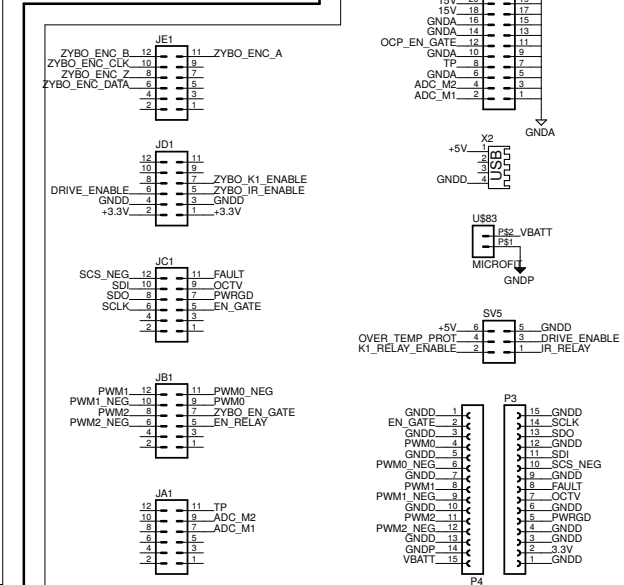 JE1
ZYBO_ENC_B 12 11 ZYBO_ENC_A
ZYBO_ENC_CLK 10 9
ZYBO_ENC_Z 8 7
ZYBO_ENC_DATA 6 5
4 3
2 1
JD1
12 11
10 9
8 7 ZYBO_K1_ENABLE
DRIVE_ENABLE 6 5 ZYBO_IR_ENABLE
GNDD 4 3 GNDD
+3.3V 2 1 +3.3V
JC1
SCS_NEG 12 11 FAULT
SDI 10 9 OCTV
SDO 8 7 PWRGD
SCLK 6 5 EN_GATE
4 3
2 1
JB1
PWM1 12 11 PWM0_NEG
PWM1_NEG 10 9 PWM0
PWM2 8 7 ZYBO_EN_GATE
PWM2_NEG 6 5 EN_RELAY
4 3
2 1
JA1
12 11 TP
10 9 ADC_M2
8 7 ADC_M1
6 5
4 3
2 1
15V 18 17
GNDA 16 15
GNDA 14 13
OCP_EN_GATE 12 11
GNDA 10 9
TP 8 7
GNDA 6 5
ADC_M2 4 3
ADC_M1 2 1
GNDA
X2
+5V 1
2
3
GNDD 4
USB
U$83
P$2 VBATT
P$1
MICROFIT
GNDP
SV5
+5V 6 5 GNDD
OVER_TEMP_PROT 4 3 DRIVE_ENABLE
K1_RELAY_ENABLE 2 1 IR_RELAY
P3
GNDD 1 15 GNDD
EN_GATE 2 14 SCLK
GNDD 3 13 SDO
PWM0 4 12 GNDD
GNDD 5 11 SDI
PWM0_NEG 6 10 SCS_NEG
GNDD 7 9 GNDD
PWM1 8 8 FAULT
PWM1_NEG 9 7 OCTV
GNDD 10 6 GNDD
PWM2 11 5 PWRGD
PWM2_NEG 12 4 GNDD
GNDD 13 3 GNDD
GNDP 14 2 3.3V
VBATT 15 1 GNDD
P4